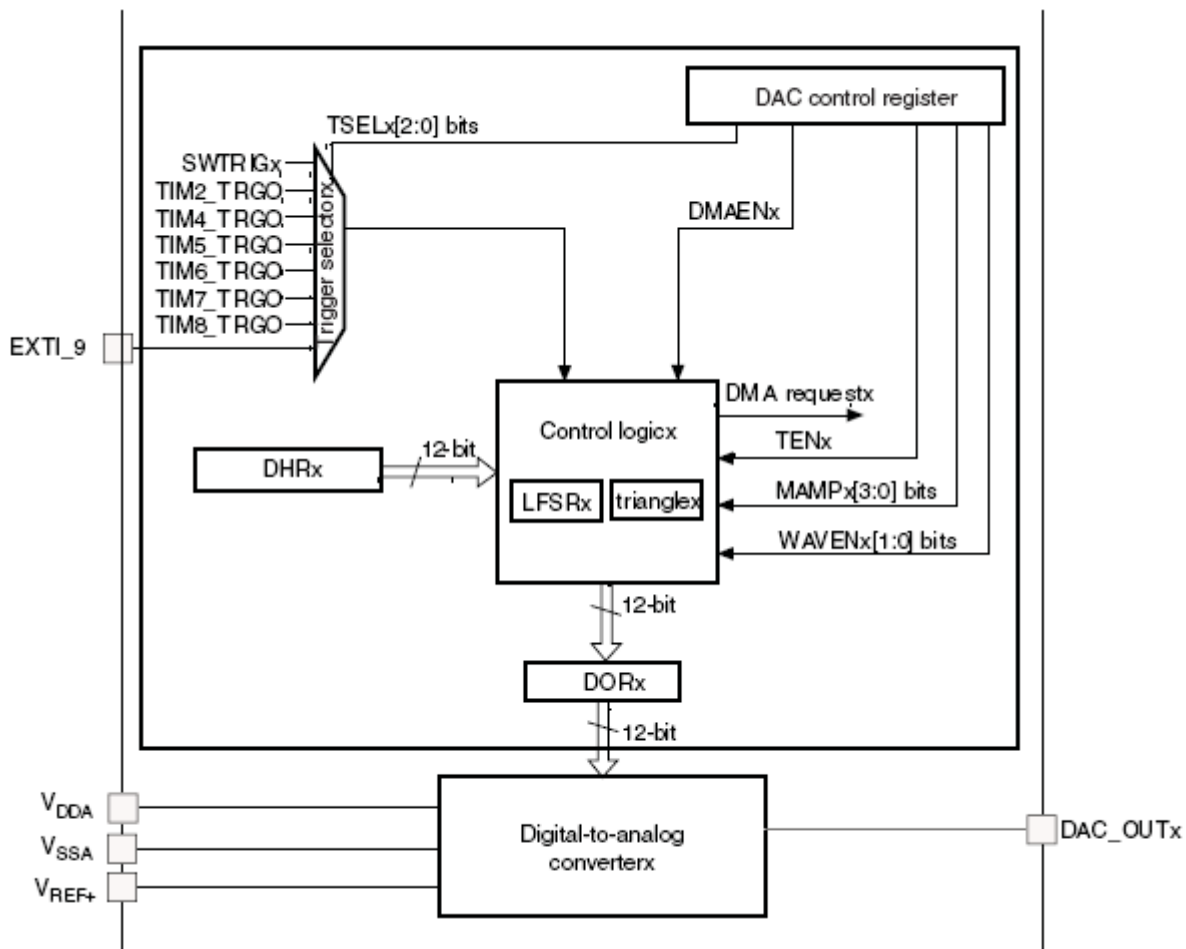 DAC control register
TSELx[2:0] bits
SWTRIGx
TIM2_TRGO
TIM4_TRGO
TIM5_TRGO
TIM6_TRGO
TIM7_TRGO
TIM8_TRGO
Trigger selectorx
DMAENx
EXTI_9
DMA requestx
Control logicx
TENx
12-bit
DHRx
LFSRx
trianglex
MAMPx[3:0] bits
WAVENx[1:0] bits
12-bit
DORx
12-bit
VDDA
VSSA
VREF+
Digital-to-analog
converterx
DAC_OUTx